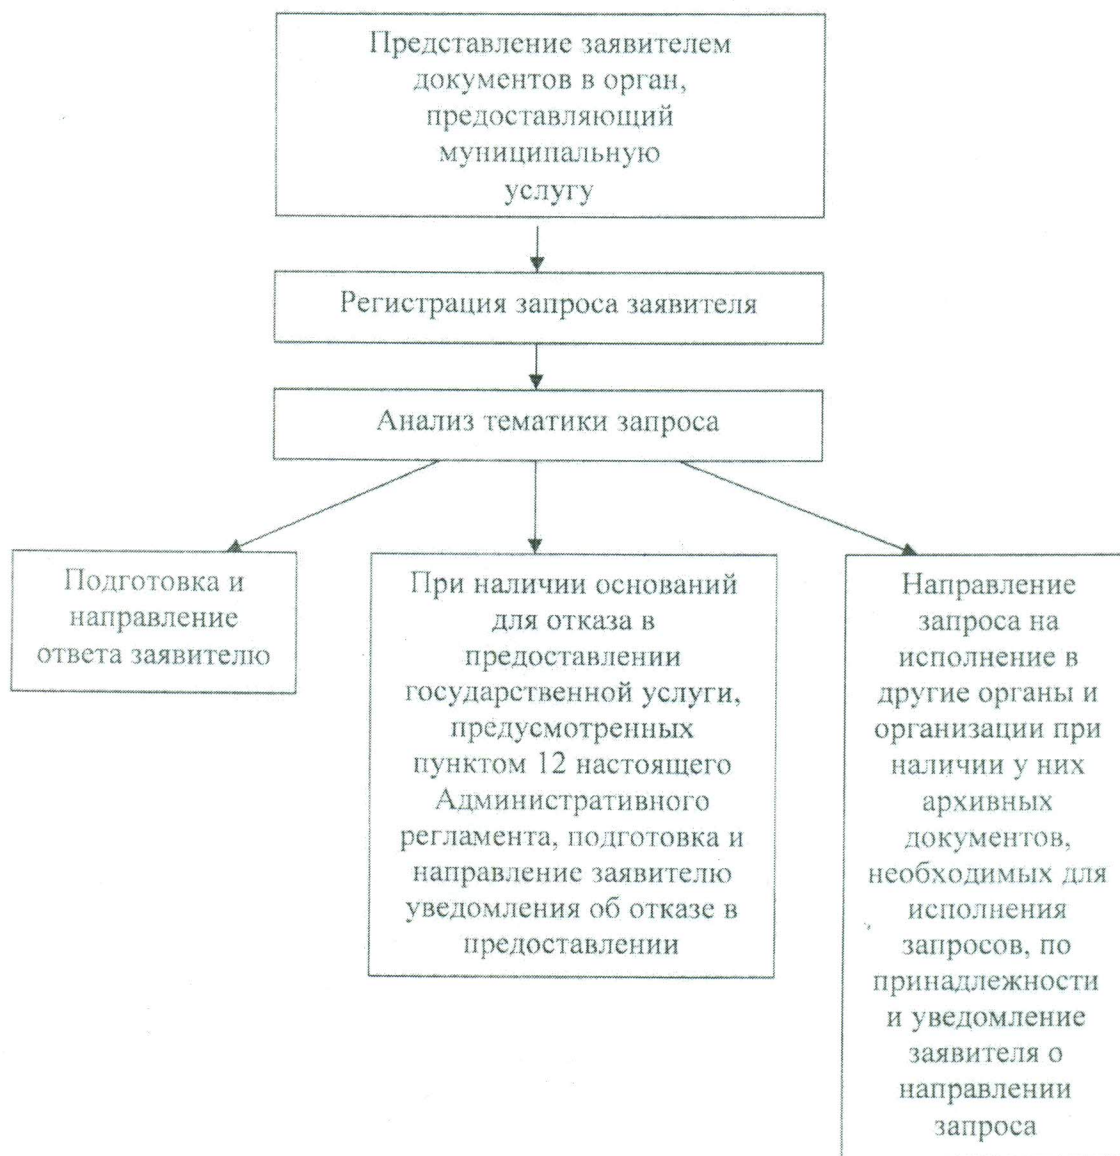 Представление заявителем
документов в орган,
предоставляющий
муниципальную
услугу
Регистрация запроса заявителя
Анализ тематики запроса
Подготовка и
направление
ответа заявителю
При наличии оснований
для отказа в
предоставлении
государственной услуги,
предусмотренных
пунктом 12 настоящего
Административного
регламента, подготовка и
направление заявителю
уведомления об отказе в
предоставлении
Направление
запроса на
исполнение в
другие органы и
организации при
наличии у них
архивных
документов,
необходимых для
исполнения
запросов, по
принадлежности
и уведомление
заявителя о
направлении
запроса